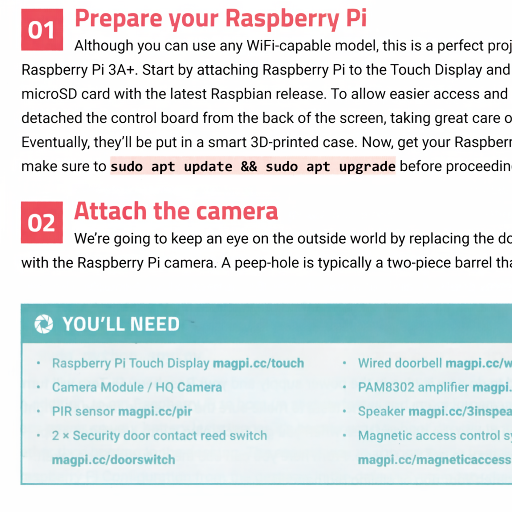 01 Prepare your Raspberry Pi
Although you can use any WiFi-capable model, this is a perfect
Raspberry Pi 3A+. Start by attaching Raspberry Pi to the Touch Display and
microSD card with the latest Raspbian release. To allow easier access and
detached the control board from the back of the screen, taking great care
Eventually, they’ll be put in a smart 3D-printed case. Now, get your
make sure to sudo apt update && sudo apt upgrade before
02 Attach the camera
We’re going to keep an eye on the outside world by replacing the
with the Raspberry Pi camera. A peep-hole is typically a two-piece barrel
YOU’LL NEED
• Raspberry Pi Touch Display magpi.cc/touch
• Camera Module / HQ Camera
• PIR sensor magpi.cc/pir
• 2 × Security door contact reed switch
magpi.cc/doorswitch
• Wired doorbell magpi.cc/w
• PAM8302 amplifier magpi.
• Speaker magpi.cc/3inspea
• Magnetic access control
magpi.cc/magneticaccess